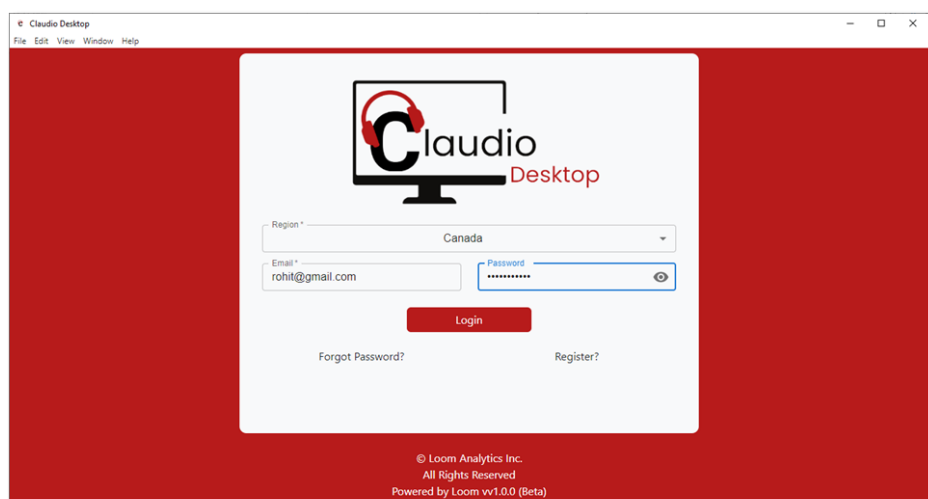 Claudio Desktop
File Edit View Window Help
Claudio
Desktop
Region *
Canada
Email *
rohit@gmail.com
Password
•••••••••••
Login
Forgot Password?
Register?
© Loom Analytics Inc.
All Rights Reserved
Powered by Loom vv1.0.0 (Beta)